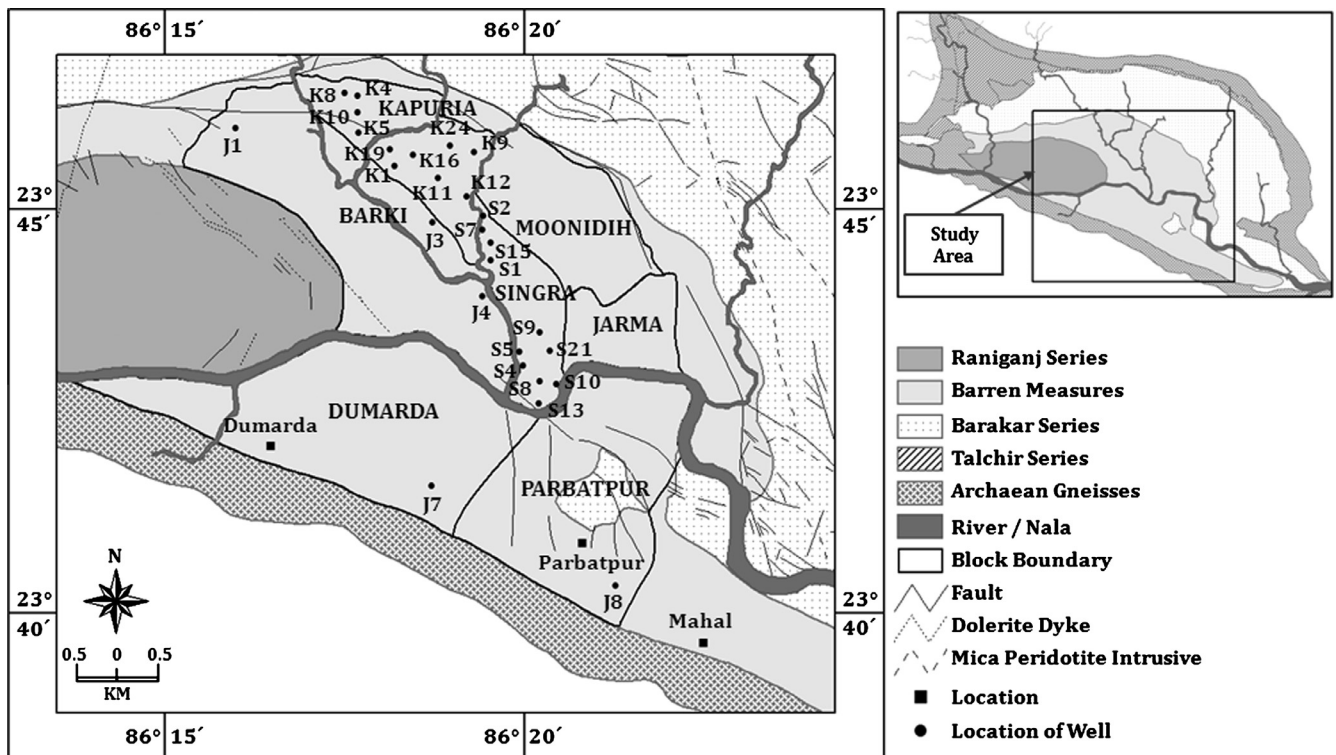 86° 15´
86° 20´
K8
K4
KAPURIA
K10
K5
K24
J1
K19
K16
K9
K1
K11
K12
23°
45´
23°
45´
BARKI
S2
J3
S7
MOONIDIH
S15
S1
SINGRA
J4
JARMA
S9
S5
S21
S4
S8
S10
S13
DUMARDA
Dumarda
J7
PARBATPUR
Parbatpur
J8
Mahal
N
23°
40´
23°
40´
0.5 0 0.5
KM
86° 15´
86° 20´
Study
Area
Raniganj Series
Barren Measures
Barakar Series
Talchir Series
Archaean Gneisses
River / Nala
Block Boundary
Fault
Dolerite Dyke
Mica Peridotite Intrusive
Location
Location of Well